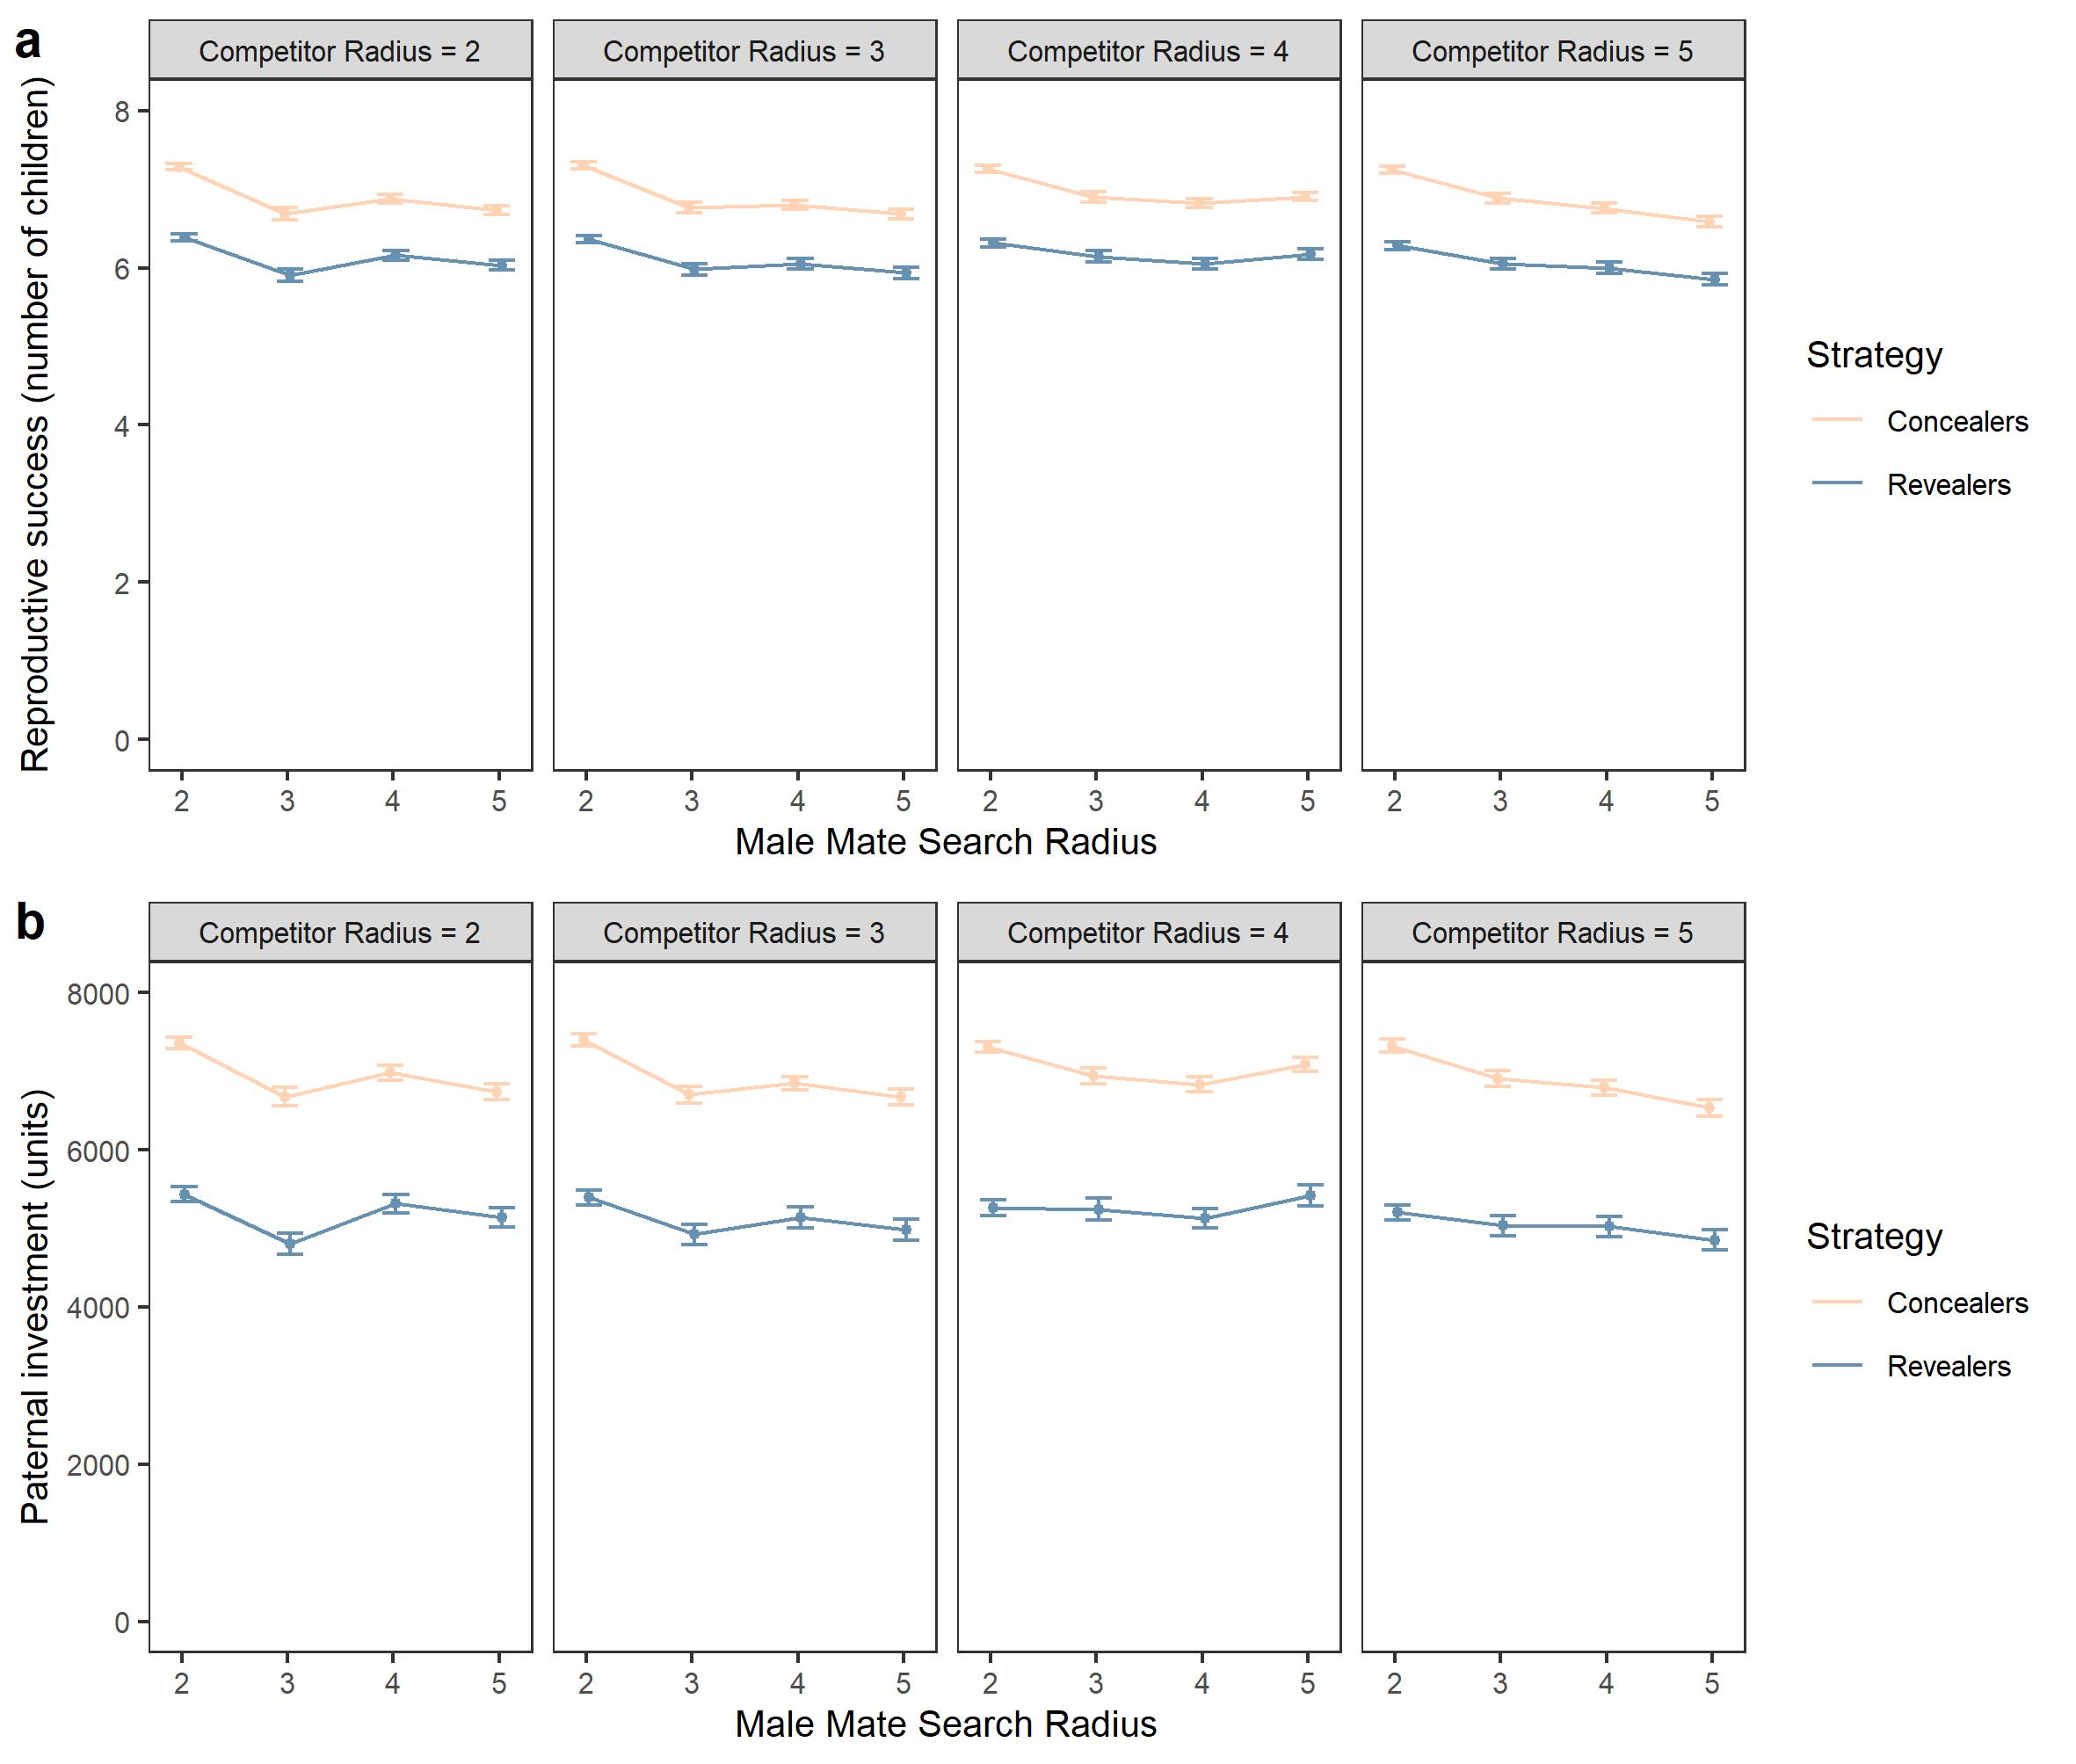 a
Competitor Radius = 2
Competitor Radius = 3
Competitor Radius = 4
Competitor Radius = 5
Reproductive success (number of children)
8
6
4
2
0
2 3 4 5
2 3 4 5
2 3 4 5
2 3 4 5
Male Mate Search Radius
Strategy
Concealers
Revealers
b
Competitor Radius = 2
Competitor Radius = 3
Competitor Radius = 4
Competitor Radius = 5
Paternal investment (units)
8000
6000
4000
2000
0
2 3 4 5
2 3 4 5
2 3 4 5
2 3 4 5
Male Mate Search Radius
Strategy
Concealers
Revealers